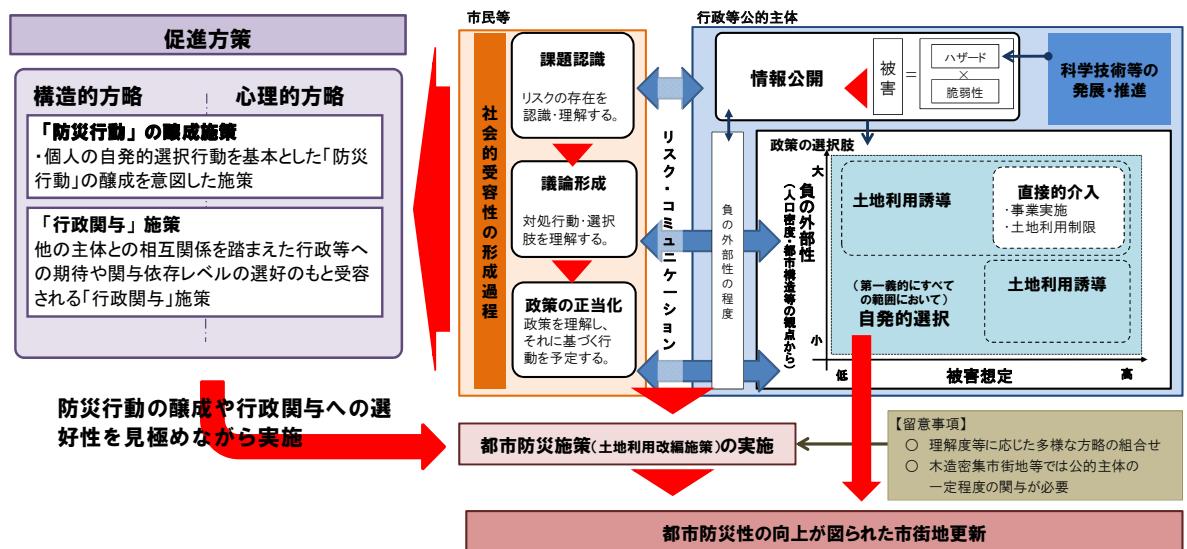 促進方策
構造的方略
心理的方略
「防災行動」の醸成施策
・個人の自発的選択行動を基本とした「防災
行動」の醸成を意図した施策
「行政関与」施策
他の主体との相互関係を踏まえた行政等へ
の期待や関与依存レベルの選好のもと受容
される「行政関与」施策
防災行動の醸成や行政関与への選
好性を見極めながら実施
市民等
社会的受容性の形成過程
課題認識
リスクの存在を
認識・理解する。
議論形成
対処行動・選択
肢を理解する。
政策の正当化
政策を理解し、
それに基づく行
動を予定する。
リスク・コミュニケーション
行政等公的主体
情報公開
被害
＝
ハザード
×
脆弱性
科学技術等の
発展・推進
負の外部性の程度
政策の選択肢
大
負の外部性
（人口密度・都市構造等の観点から）
小
土地利用誘導
直接的介入
・事業実施
・土地利用制限
土地利用誘導
（第一義的にすべて
の範囲において）
自発的選択
低
被害想定
高
都市防災施策（土地利用改編施策）の実施
【留意事項】
○ 理解度等に応じた多様な方略の組合せ
○ 木造密集市街地等では公的主体の
一定程度の関与が必要
都市防災性の向上が図られた市街地更新